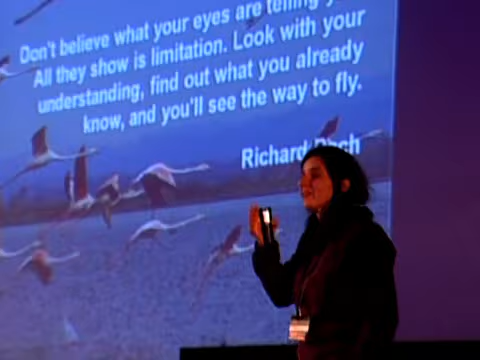 Don't believe what your eyes are telling
All they show is limitation. Look with your
understanding, find out what you already
know, and you'll see the way to fly.
Richard Bach